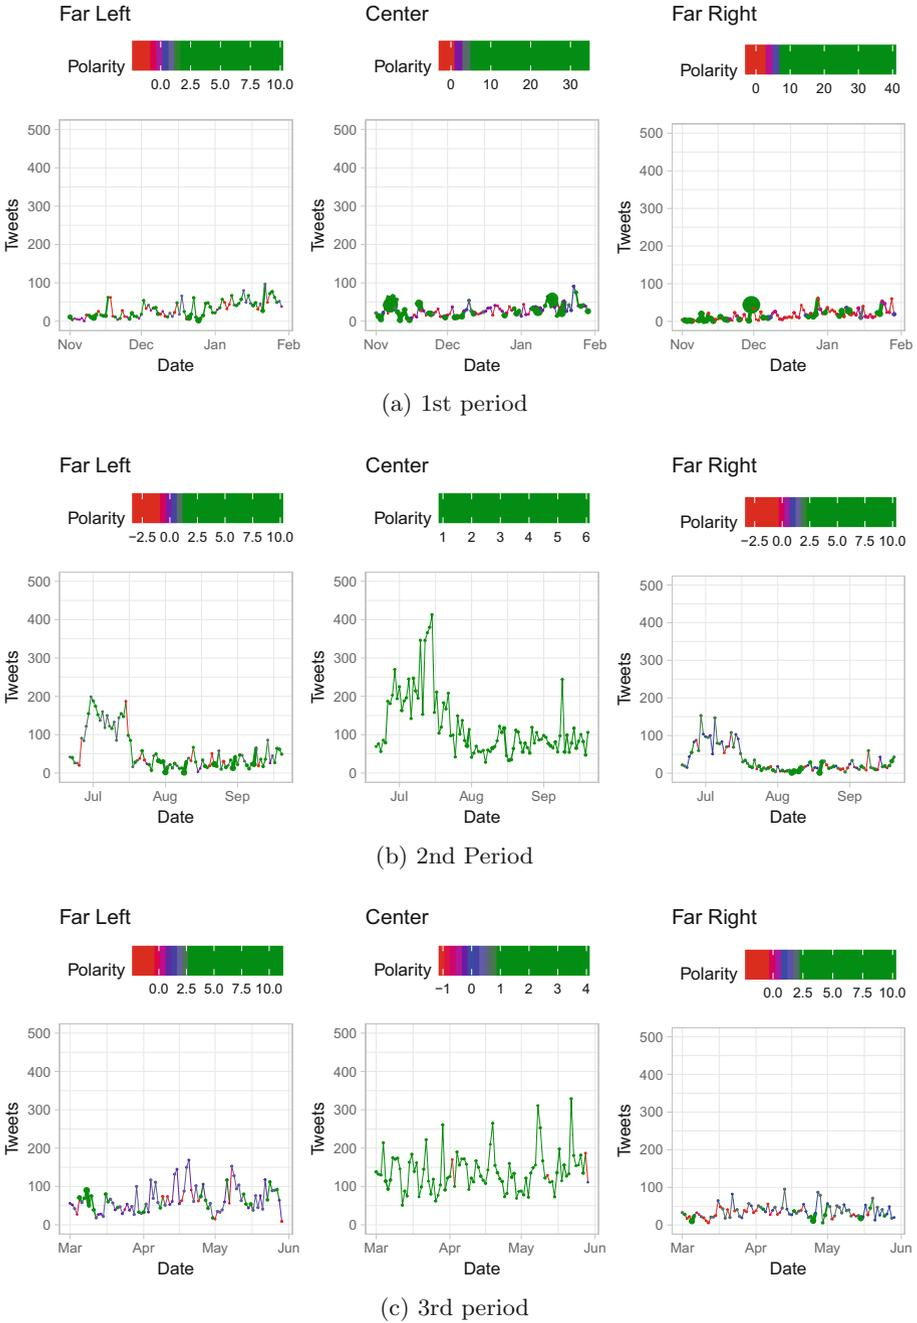 Far Left Center Far Right
Polarity 0.0 2.5 5.0 7.5 10.0
Polarity 0 10 20 30
Polarity 0 10 20 30 40
Tweets 500 400 300 200 100 0
Nov Dec Jan Feb
Date
Tweets 500 400 300 200 100 0
Nov Dec Jan Feb
Date
Tweets 500 400 300 200 100 0
Nov Dec Jan Feb
Date
(a) 1st period
Far Left Center Far Right
Polarity −2.5 0.0 2.5 5.0 7.5 10.0
Polarity 1 2 3 4 5 6
Polarity −2.5 0.0 2.5 5.0 7.5 10.0
Tweets 500 400 300 200 100 0
Jul Aug Sep
Date
Tweets 500 400 300 200 100 0
Jul Aug Sep
Date
Tweets 500 400 300 200 100 0
Jul Aug Sep
Date
(b) 2nd Period
Far Left Center Far Right
Polarity 0.0 2.5 5.0 7.5 10.0
Polarity −1 0 1 2 3 4
Polarity 0.0 2.5 5.0 7.5 10.0
Tweets 500 400 300 200 100 0
Mar Apr May Jun
Date
Tweets 500 400 300 200 100 0
Mar Apr May Jun
Date
Tweets 500 400 300 200 100 0
Mar Apr May Jun
Date
(c) 3rd period